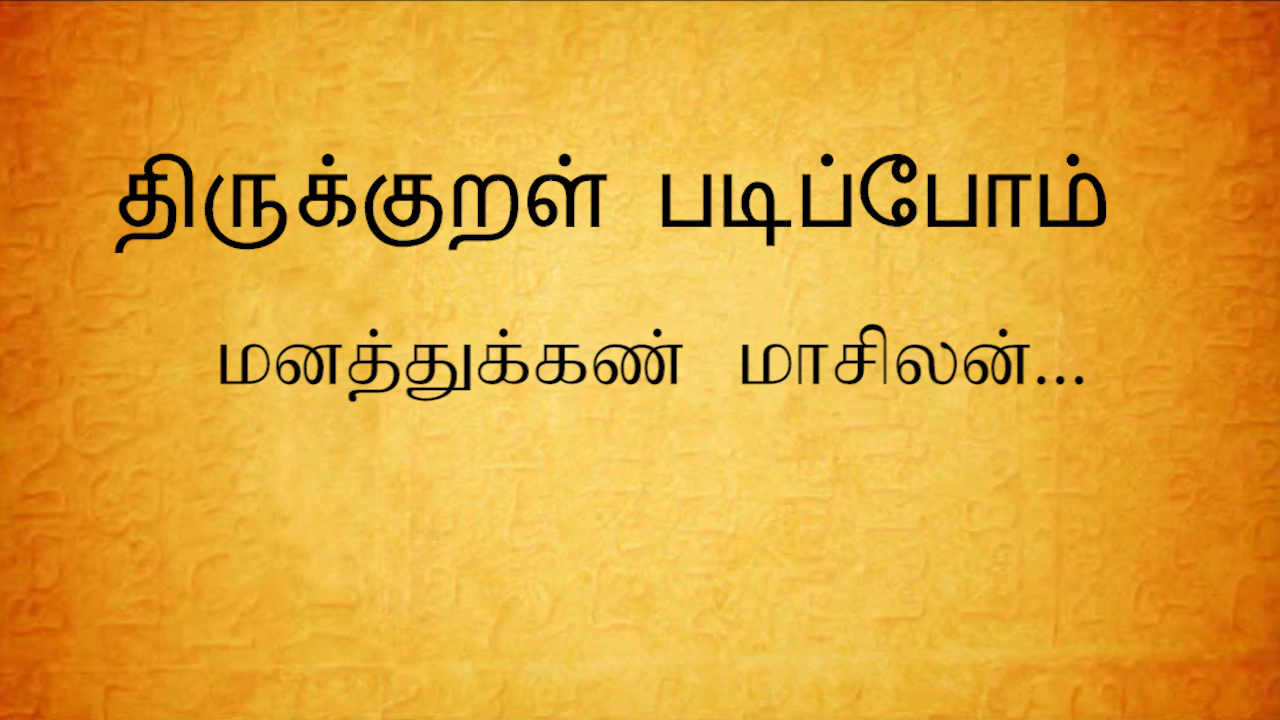 திருக்குறள் படிப்போம்
மனத்துக்கண் மாசிலன்...